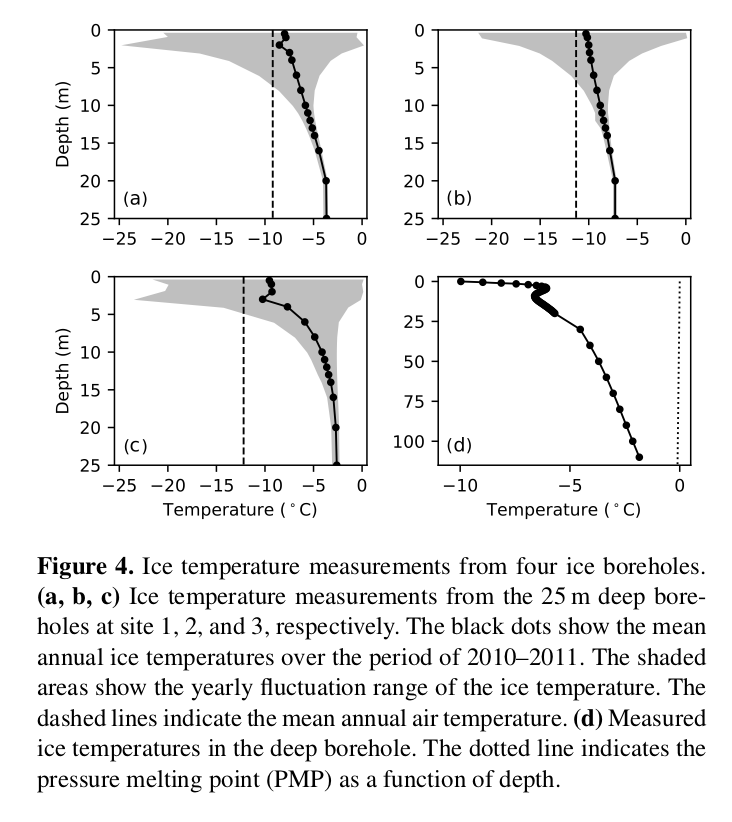 0
5
10
15
20
25
Depth (m)
(a)
−25 −20 −15 −10 −5 0
0
5
10
15
20
25
(b)
−25 −20 −15 −10 −5 0
0
5
10
15
20
25
Depth (m)
(c)
−25 −20 −15 −10 −5 0
Temperature (°C)
0
25
50
75
100
(d)
−10 −5 0
Temperature (°C)
Figure 4. Ice temperature measurements from four ice boreholes.
(a, b, c) Ice temperature measurements from the 25 m deep bore-
holes at site 1, 2, and 3, respectively. The black dots show the mean
annual ice temperatures over the period of 2010–2011. The shaded
areas show the yearly fluctuation range of the ice temperature. The
dashed lines indicate the mean annual air temperature. (d) Measured
ice temperatures in the deep borehole. The dotted line indicates the
pressure melting point (PMP) as a function of depth.